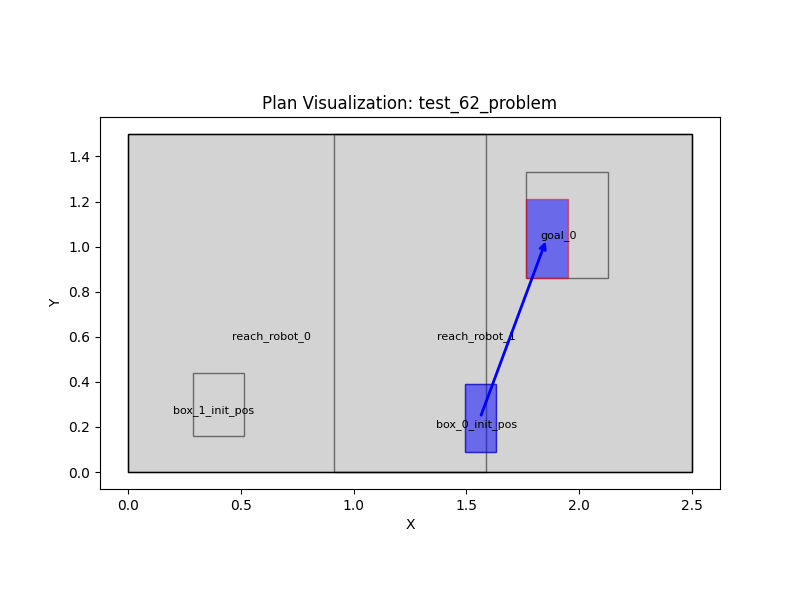 Plan Visualization: test_62_problem
1.4
1.2
1.0
0.8
0.6
0.4
0.2
0.0
Y
goal_0
reach_robot_0
reach_robot_1
box_1_init_pos
box_0_init_pos
0.0
0.5
1.0
1.5
2.0
2.5
X